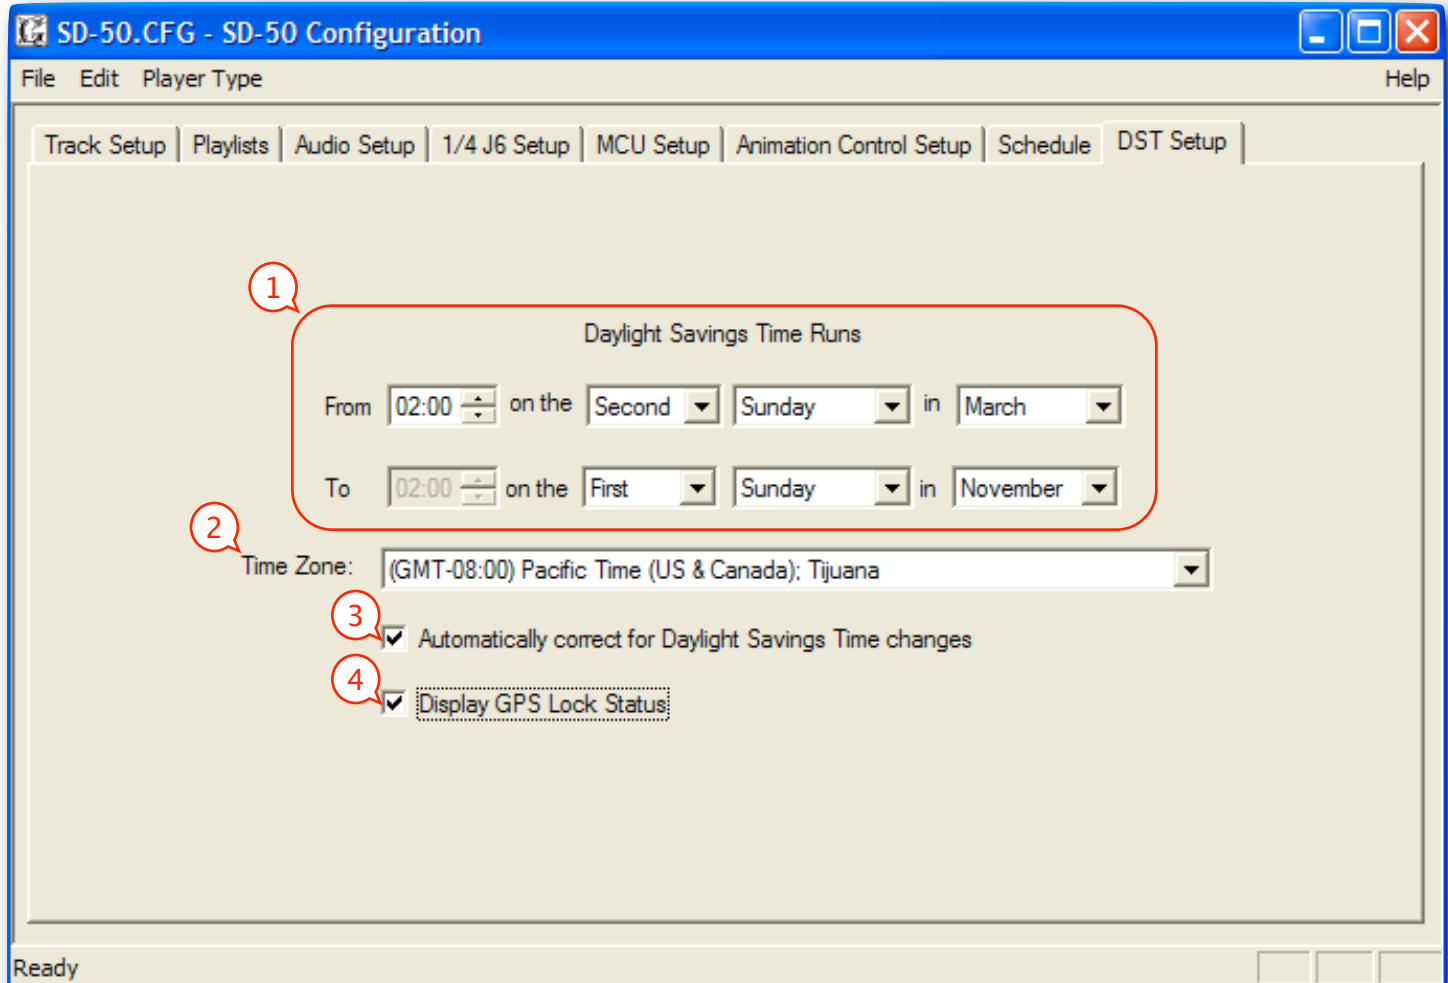 SD-50.CFG - SD-50 Configuration
File Edit Player Type Help
Track Setup Playlists Audio Setup 1/4 J6 Setup MCU Setup Animation Control Setup Schedule DST Setup
1
Daylight Savings Time Runs
From 02:00 on the Second Sunday in March
To 02:00 on the First Sunday in November
2
Time Zone: (GMT-08:00) Pacific Time (US & Canada); Tijuana
3
Automatically correct for Daylight Savings Time changes
4
Display GPS Lock Status
Ready